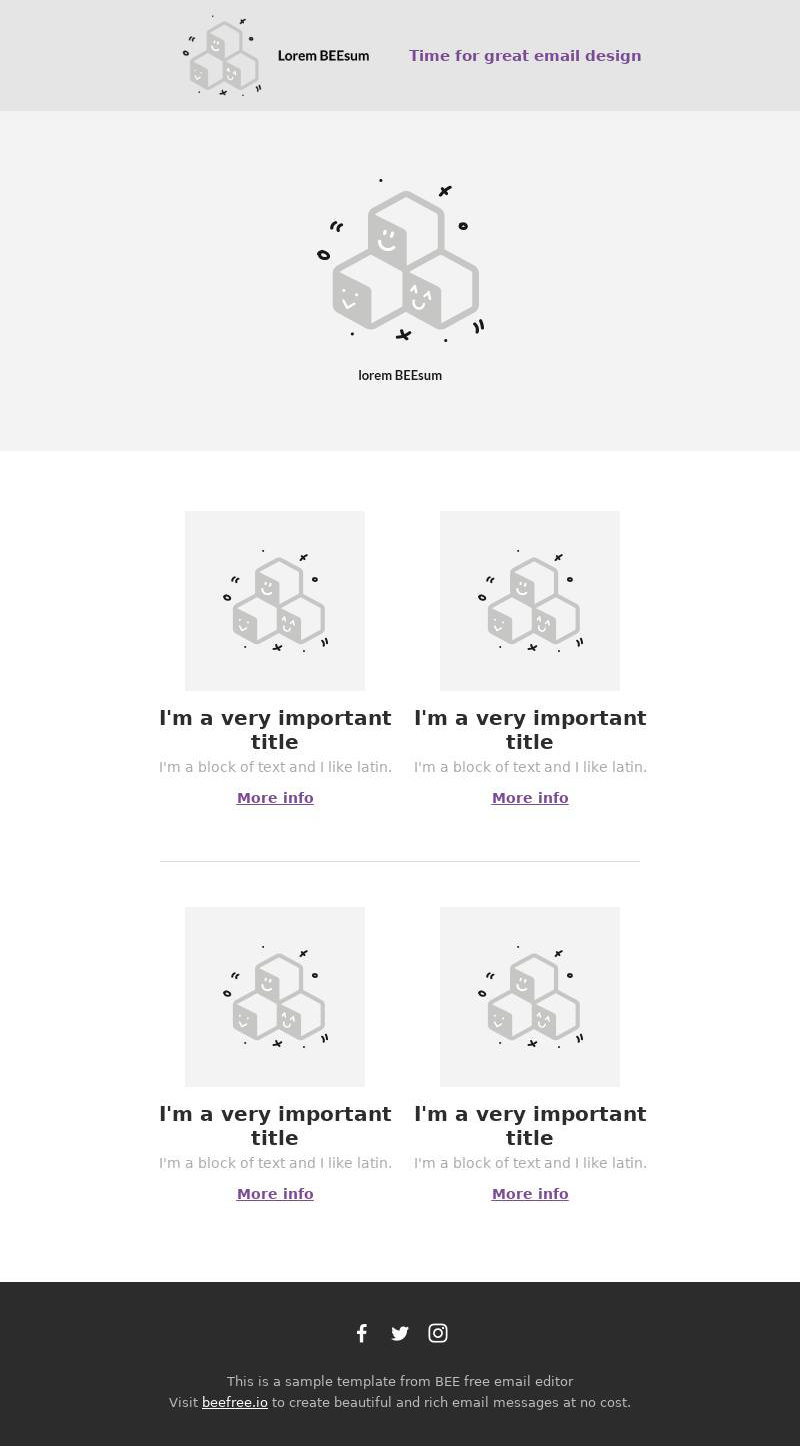 Lorem BEEsum
Time for great email design
lorem BEEsum
I'm a very important
title
I'm a block of text and I like latin.
More info
I'm a very important
title
I'm a block of text and I like latin.
More info
I'm a very important
title
I'm a block of text and I like latin.
More info
I'm a very important
title
I'm a block of text and I like latin.
More info
This is a sample template from BEE free email editor
Visit beefree.io to create beautiful and rich email messages at no cost.